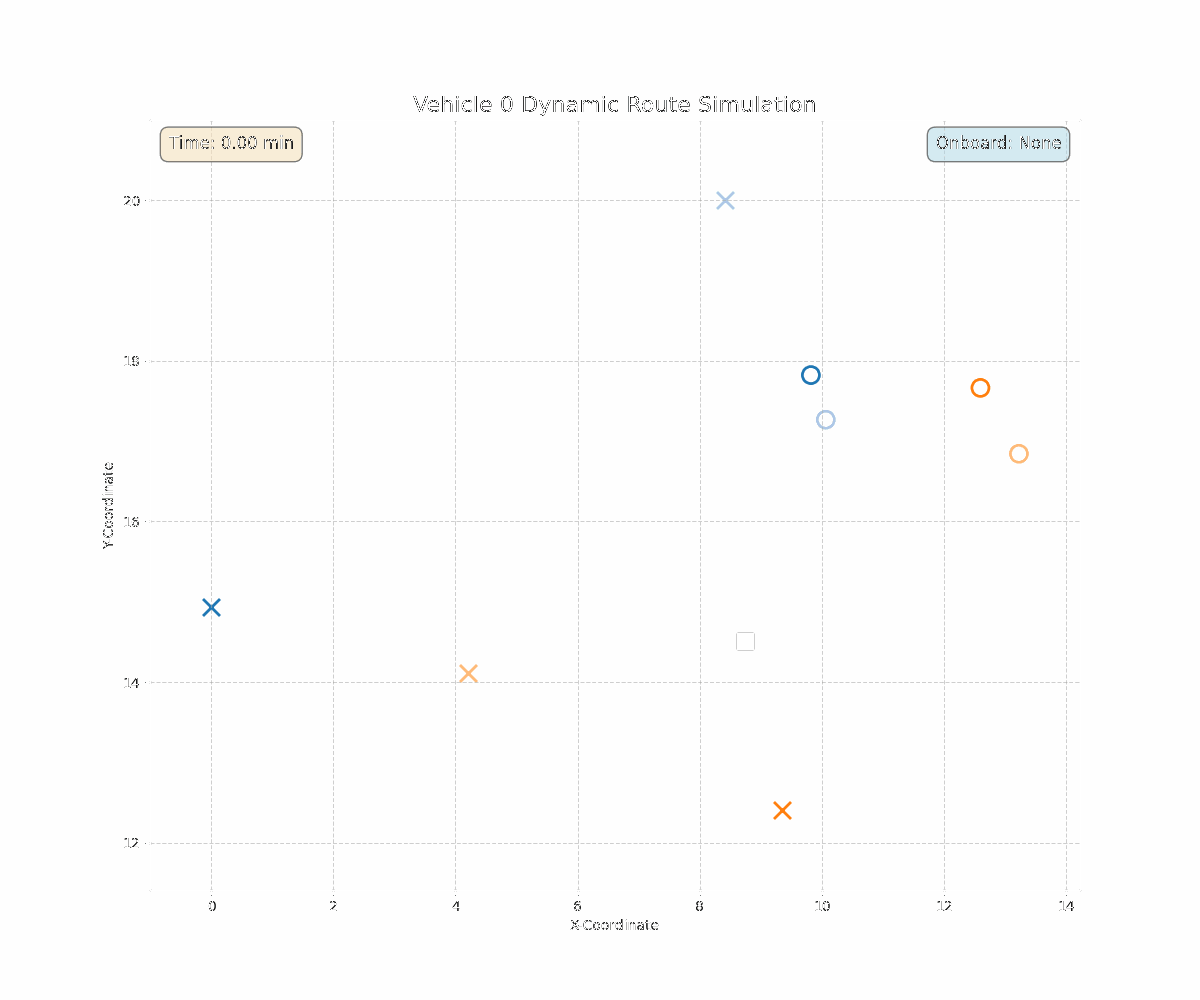 Vehicle 0 Dynamic Route Simulation
Time: 0.00 min
Onboard: None
20
18
16
14
12
Y-Coordinate
0 2 4 6 8 10 12 14
X-Coordinate